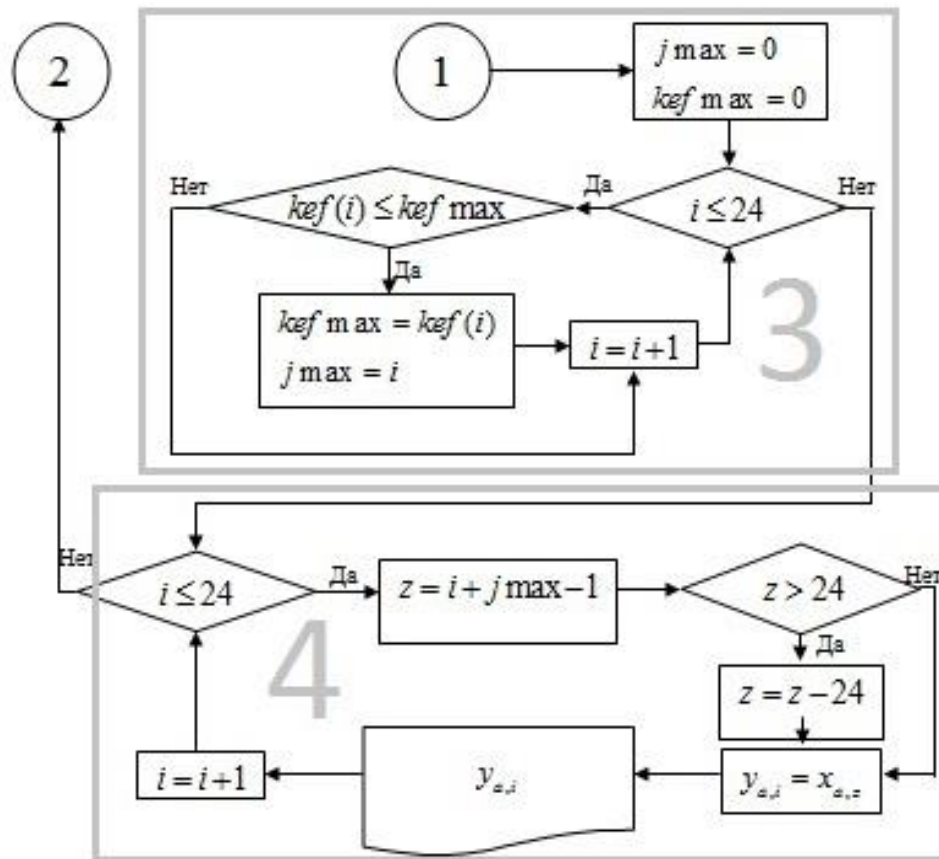 2
1
j max = 0
kef max = 0
Нет
kef(i) ≤ kef max
Да
i ≤ 24
Нет
Да
kef max = kef(i)
j max = i
i = i+1
3
Нет
i ≤ 24
Да
z = i + j max−1
z > 24
Нет
4
Да
z = z − 24
i = i+1
y_{a,i}
y_{a,i} = x_{a,z}